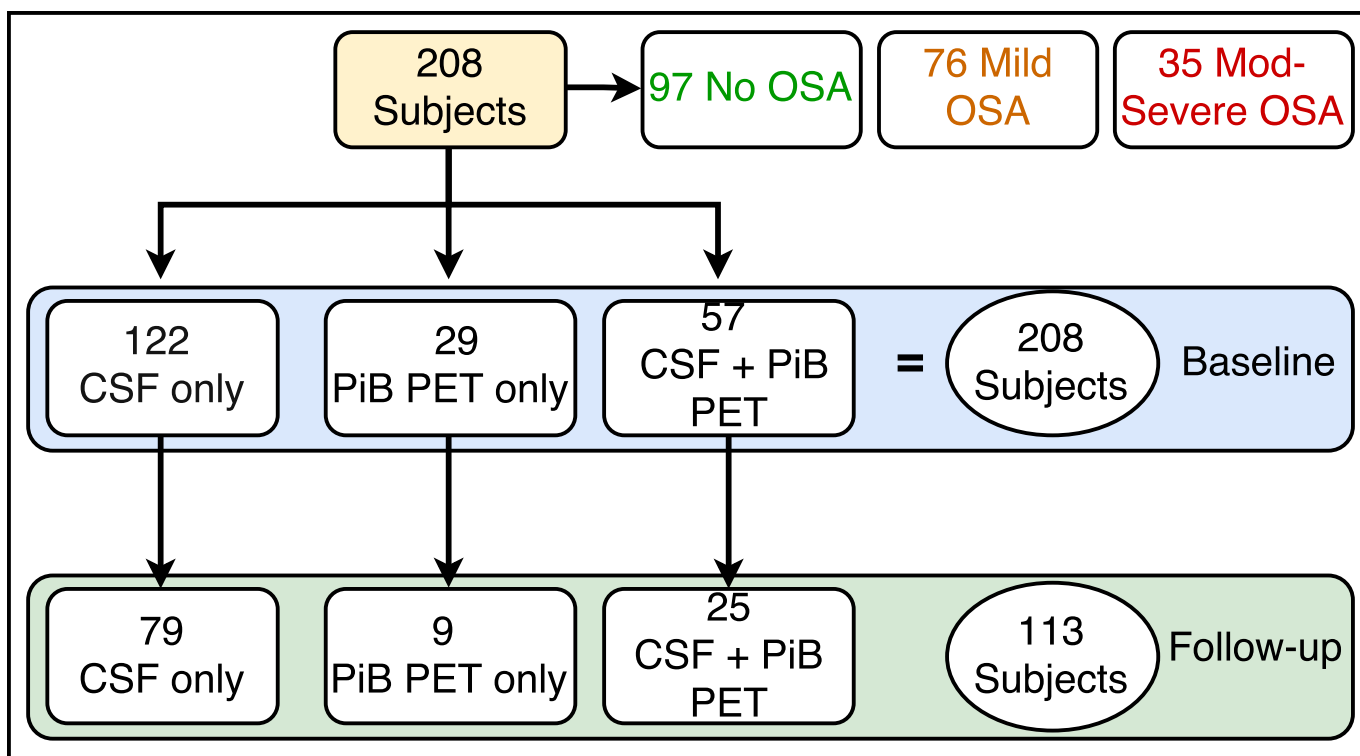 208
Subjects
97 No OSA
76 Mild
OSA
35 Mod-
Severe OSA
122
CSF only
29
PiB PET only
57
CSF + PiB
PET
=
208
Subjects
Baseline
79
CSF only
9
PiB PET only
25
CSF + PiB
PET
113
Subjects
Follow-up